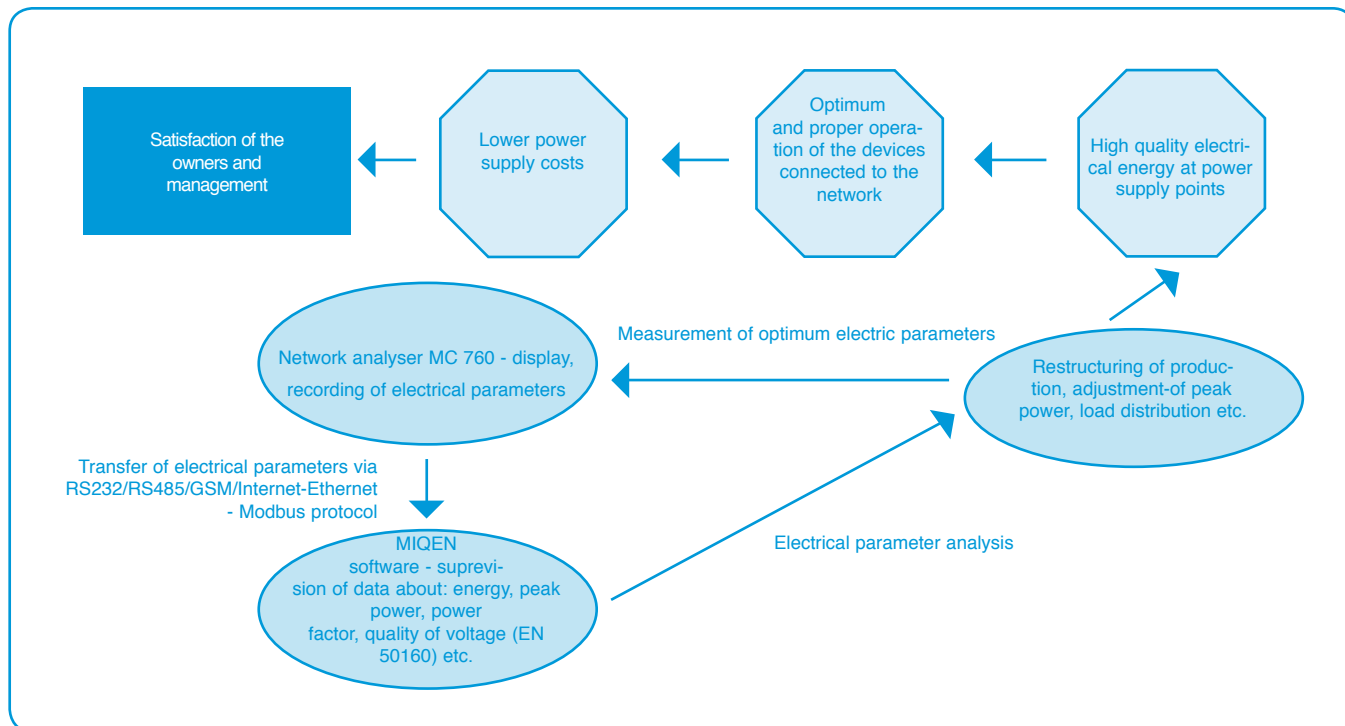 Satisfaction of the
owners and
management
Lower power
supply costs
Optimum
and proper opera-
tion of the devices
connected to the
network
High quality electri-
cal energy at power
supply points
Network analyser MC 760 - display,
recording of electrical parameters
Measurement of optimum electric parameters
Restructuring of produc-
tion, adjustment-of peak
power, load distribution etc.
Transfer of electrical parameters via
RS232/RS485/GSM/Internet-Ethernet
- Modbus protocol
MIQEN
software - suprevi-
sion of data about: energy, peak
power, power
factor, quality of voltage (EN
50160) etc.
Electrical parameter analysis